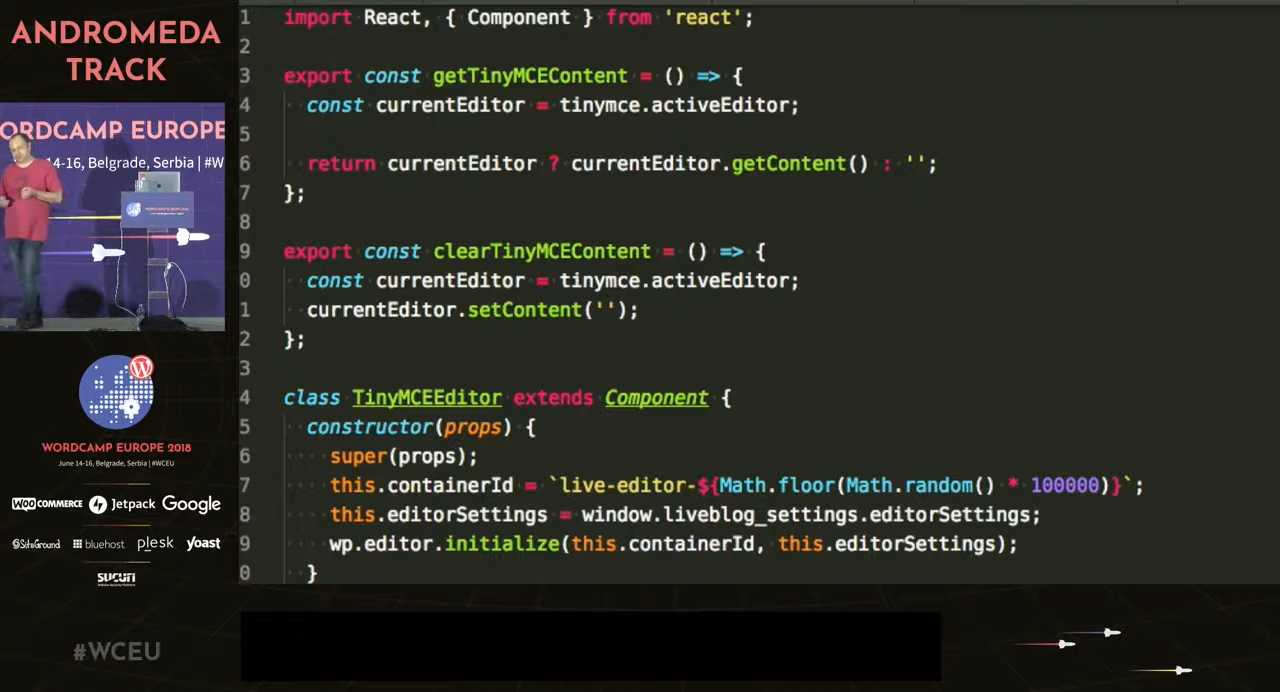 ANDROMEDA
TRACK
ORDCAMP EUROPE
14-16, Belgrade, Serbia | #W
WORDCAMP EUROPE 2018
June 14-16, Belgrade, Serbia | #WCEU
WOO COMMERCE Jetpack Google
SiteGround bluehost plesk yoast
SUCURI
#WCEU
1 import React, { Component } from 'react';
2
3 export const getTinyMCEContent = () => {
4 const currentEditor = tinymce.activeEditor;
5
6 return currentEditor ? currentEditor.getContent() : '';
7 };
8
9 export const clearTinyMCEContent = () => {
0 const currentEditor = tinymce.activeEditor;
1 currentEditor.setContent('');
2 };
3
4 class TinyMCEEditor extends Component {
5 constructor(props) {
6 super(props);
7 this.containerId = `live-editor-${Math.floor(Math.random() * 100000)}`;
8 this.editorSettings = window.liveblog_settings.editorSettings;
9 wp.editor.initialize(this.containerId, this.editorSettings);
0 }